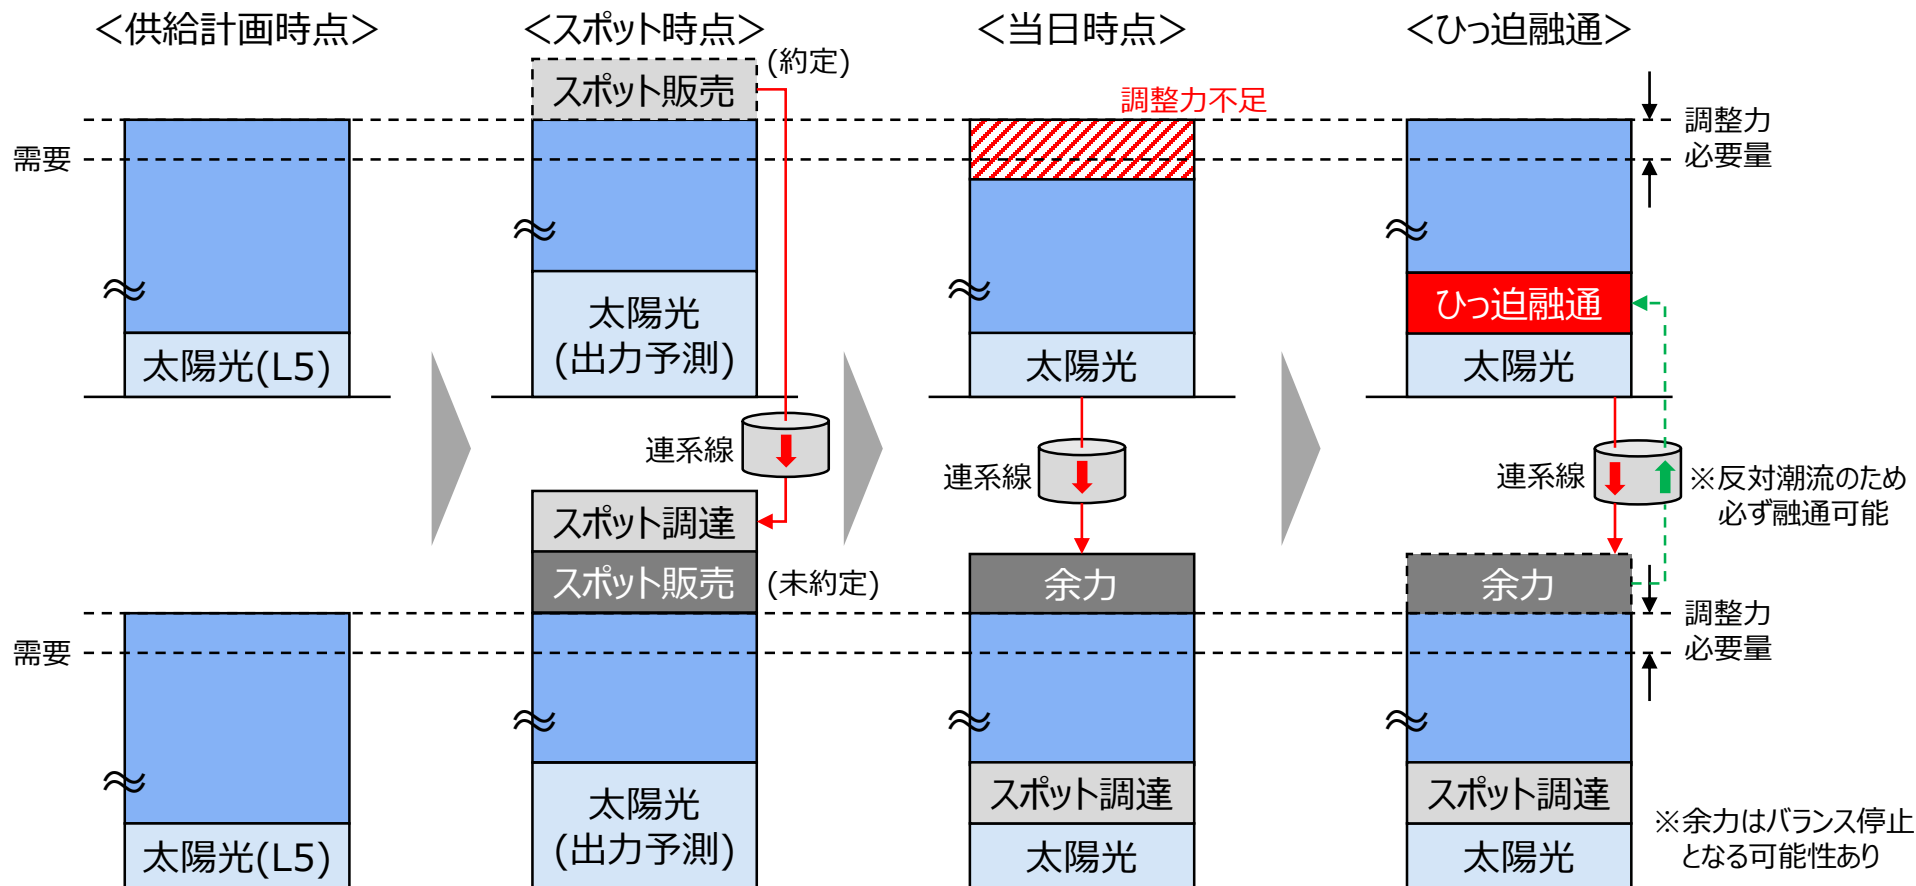 ＜供給計画時点＞
＜スポット時点＞
＜当日時点＞
＜ひっ迫融通＞
スポット販売
(約定)
調整力不足
調整力
必要量
需要
太陽光(L5)
太陽光
(出力予測)
太陽光
ひっ迫融通
太陽光
連系線
連系線
連系線
※反対潮流のため
必ず融通可能
スポット調達
スポット販売
(未約定)
余力
余力
調整力
必要量
需要
太陽光(L5)
太陽光
(出力予測)
スポット調達
太陽光
スポット調達
太陽光
※余力はバランス停止
となる可能性あり